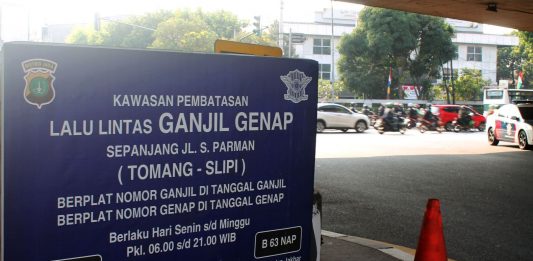 KAWASAN PEMBATASAN
LALU LINTAS GANJIL GENAP
SEPANJANG JL. S. PARMAN
( TOMANG - SLIPI )
BERPLAT NOMOR GANJIL DI TANGGAL GANJIL
BERPLAT NOMOR GENAP DI TANGGAL GENAP
Berlaku Hari Senin s/d Minggu
Pkl. 06.00 s/d 21.00 WIB
B 63 NAP